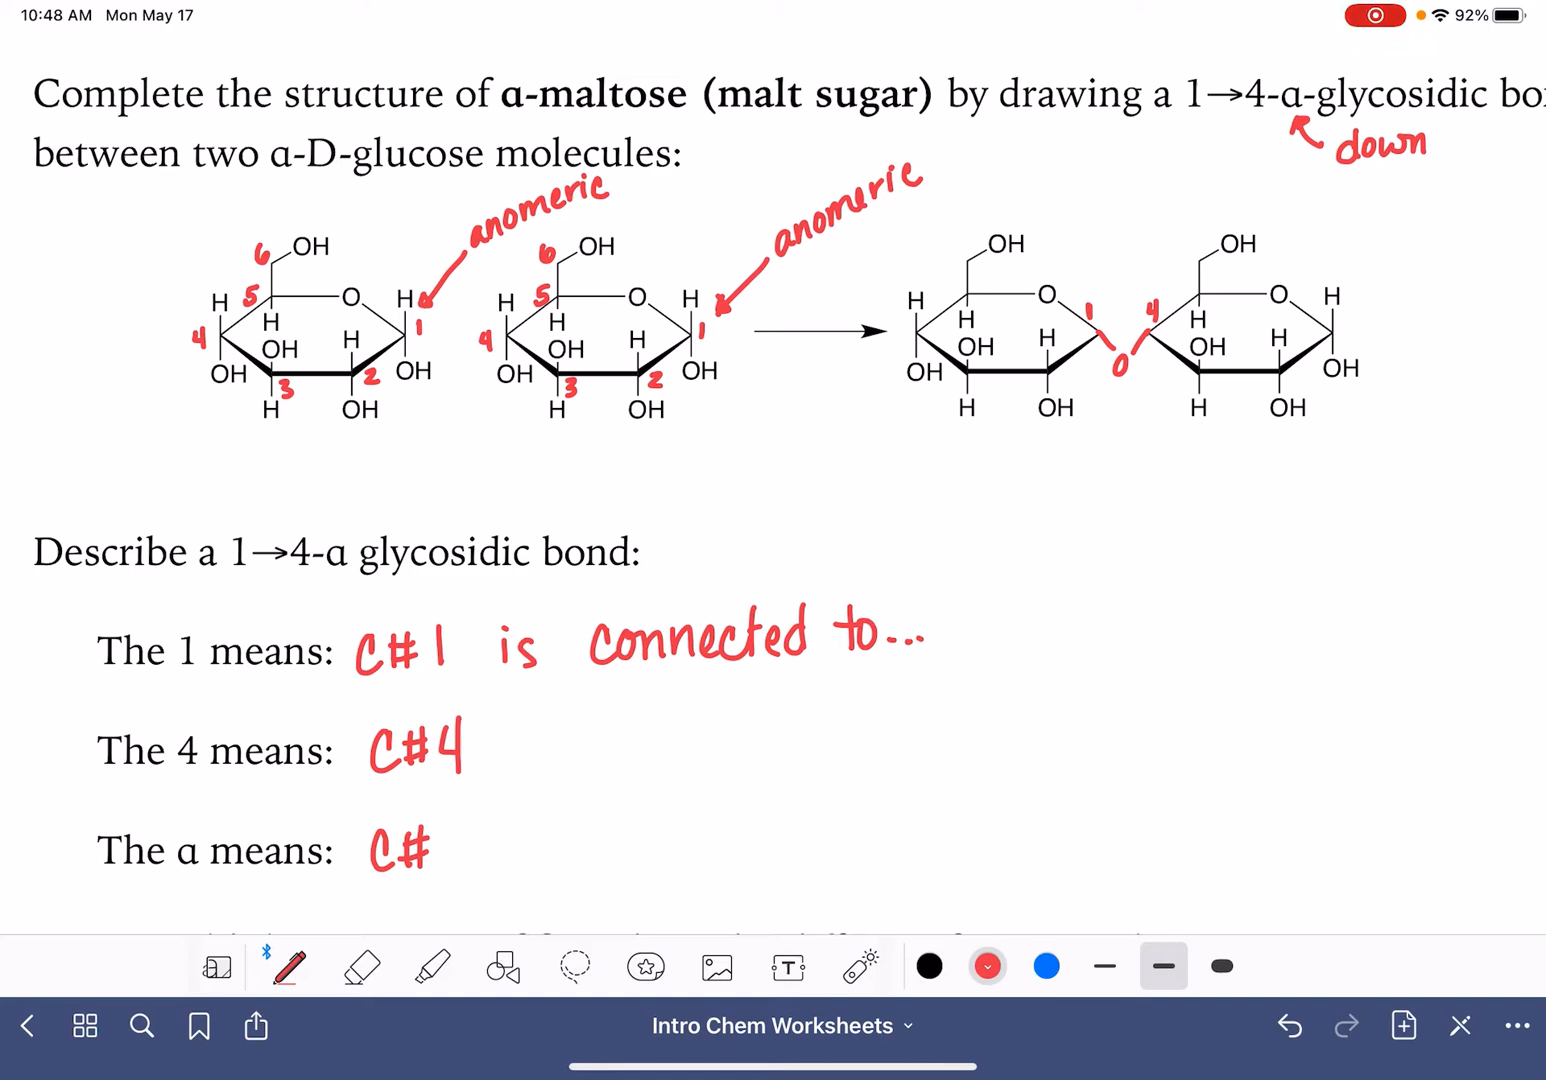 10:48 AM Mon May 17
92%
Complete the structure of α-maltose (malt sugar) by drawing a 1→4-α-glycosidic bo
down
between two α-D-glucose molecules:
anomeric
anomeric
6 OH 6 OH OH OH
H 5 O H H 5 O H H O H O H
4 H H 1 4 H H 1 H H 1 4 H H
OH OH OH OH
OH 3 2 OH OH 3 2 OH OH O OH
H OH H OH H OH H OH
Describe a 1→4-α glycosidic bond:
The 1 means: C#1 is connected to...
The 4 means: C#4
The α means: C#
a
T
Intro Chem Worksheets